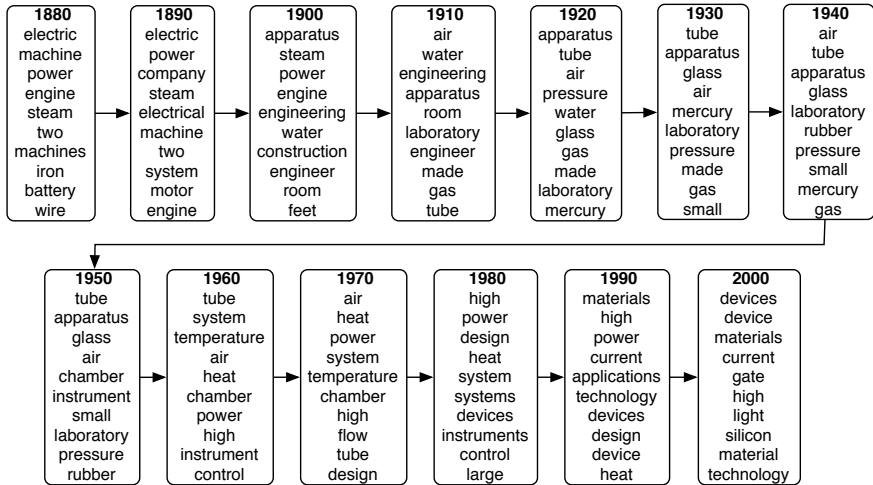 1880
electric
machine
power
engine
steam
two
machines
iron
battery
wire
1890
electric
power
company
steam
electrical
machine
two
system
motor
engine
1900
apparatus
steam
power
engine
engineering
water
construction
engineer
room
feet
1910
air
water
engineering
apparatus
room
laboratory
engineer
made
gas
tube
1920
apparatus
tube
air
pressure
water
glass
gas
made
laboratory
mercury
1930
tube
apparatus
glass
air
mercury
laboratory
pressure
made
gas
small
1940
air
tube
apparatus
glass
laboratory
rubber
pressure
small
mercury
gas
1950
tube
apparatus
glass
air
chamber
instrument
small
laboratory
pressure
rubber
1960
tube
system
temperature
air
heat
chamber
power
high
instrument
control
1970
air
heat
power
system
temperature
chamber
high
flow
tube
design
1980
high
power
design
heat
system
systems
devices
instruments
control
large
1990
materials
high
power
current
applications
technology
devices
design
device
heat
2000
devices
device
materials
current
gate
high
light
silicon
material
technology